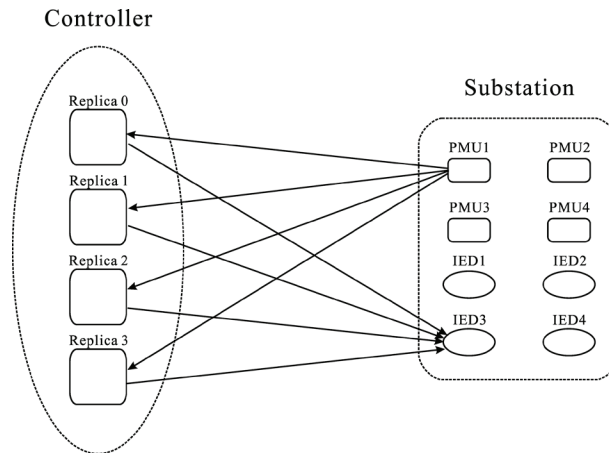 Controller
Substation
Replica 0
Replica 1
Replica 2
Replica 3
PMU1
PMU2
PMU3
PMU4
IED1
IED2
IED3
IED4